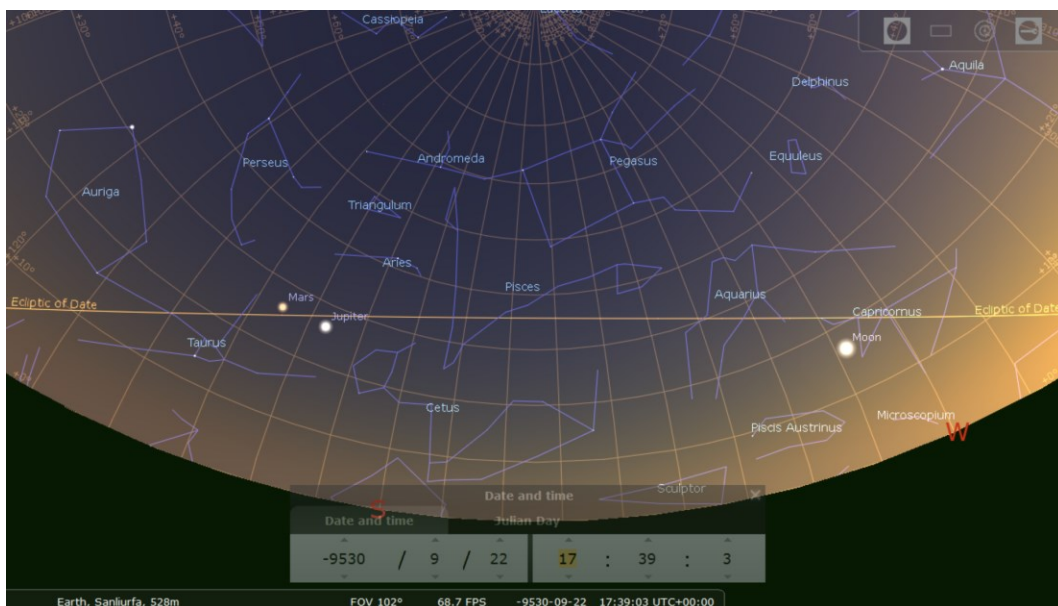 Cassiopeia
Aquila
Delphinus
Andromeda
Pegasus
Equuleus
Perseus
Auriga
Triangulum
Aries
Pisces
Aquarius
Mars
Ecliptic of Date
Capricornus
Ecliptic of Date
Jupiter
Moon
Taurus
Cetus
Microscopium
Piscis Austrinus
W
Sculptor
S
Date and time ×
Date and time Julian Day
-9530 / 9 / 22 17 : 39 : 3
Earth, Sanliurfa, 528m FOV 102° 68.7 FPS -9530-09-22 17:39:03 UTC+00:00